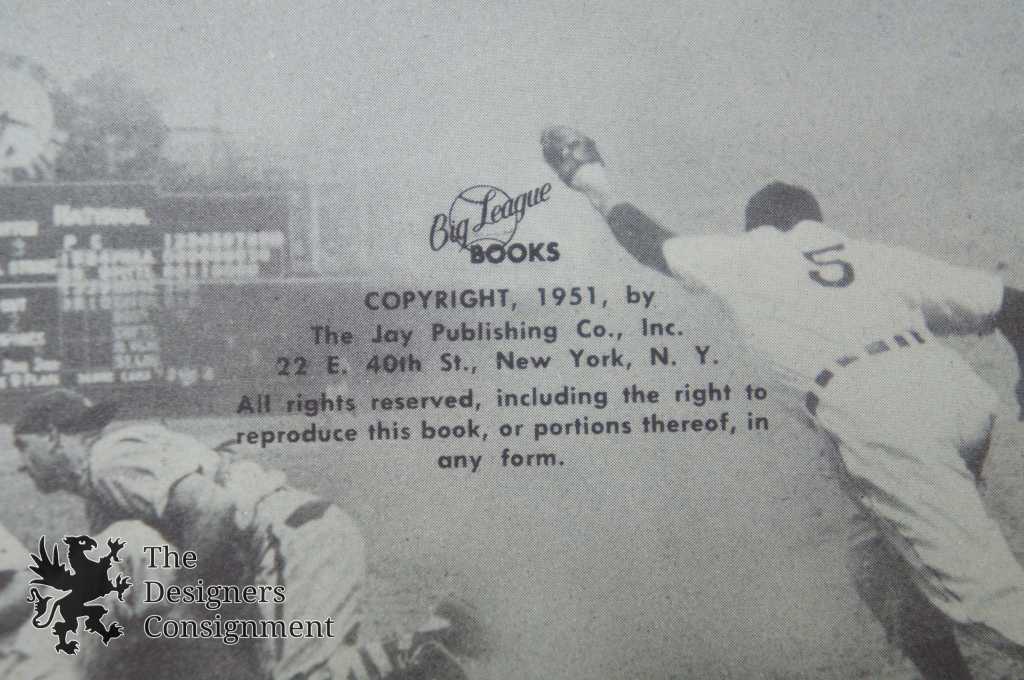 National
Big League
BOOKS
5
COPYRIGHT, 1951, by
The Jay Publishing Co., Inc.
22 E. 40th St., New York, N. Y.
All rights reserved, including the right to
reproduce this book, or portions thereof, in
any form.
The
Designers
Consignment